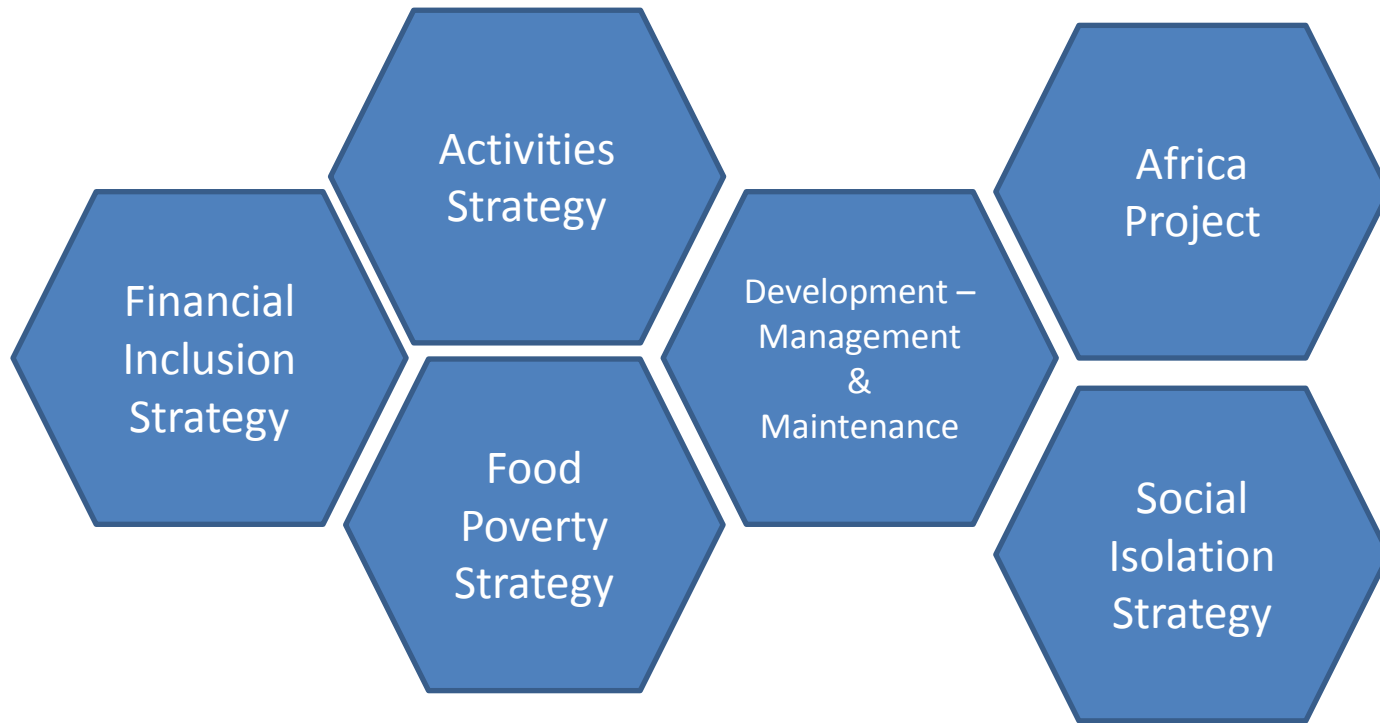 Financial
Inclusion
Strategy
Activities
Strategy
Food
Poverty
Strategy
Development –
Management
&
Maintenance
Africa
Project
Social
Isolation
Strategy